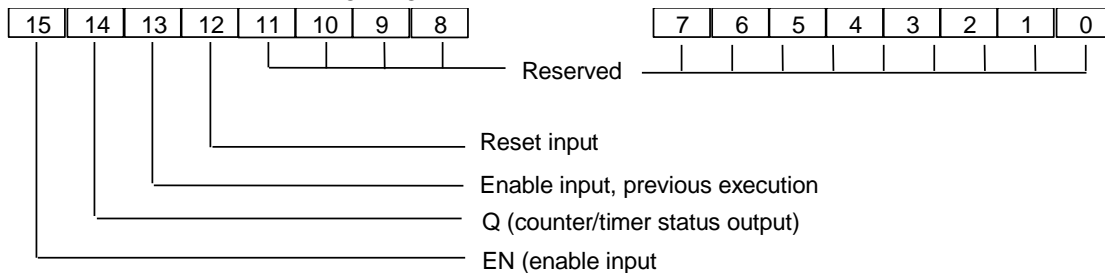 15 14 13 12 11 10 9 8 7 6 5 4 3 2 1 0
Reserved
Reset input
Enable input, previous execution
Q (counter/timer status output)
EN (enable input